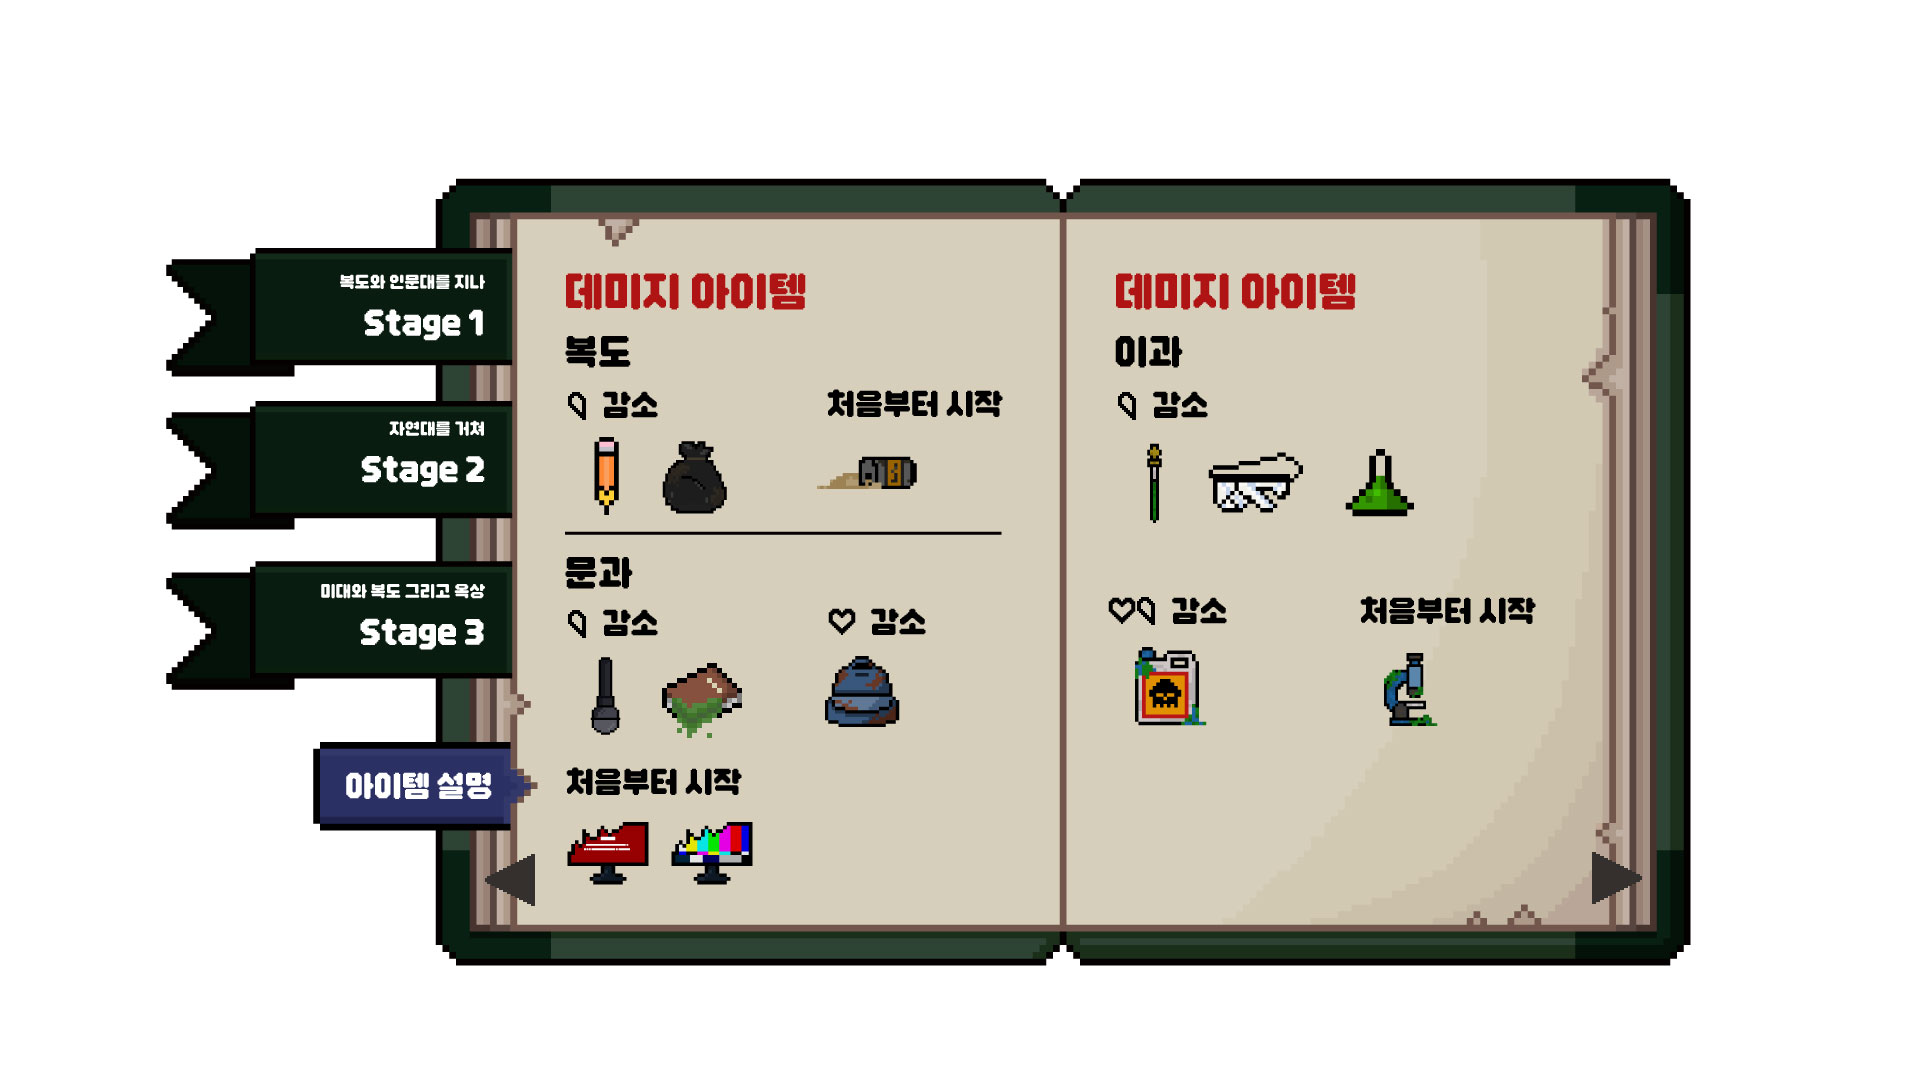 복도와 인문대를 지나
Stage 1
자연대를 거쳐
Stage 2
미대와 복도 그리고 옥상
Stage 3
아이템 설명
데미지 아이템
복도
감소
처음부터 시작
문과
감소
감소
처음부터 시작
데미지 아이템
이과
감소
감소
처음부터 시작